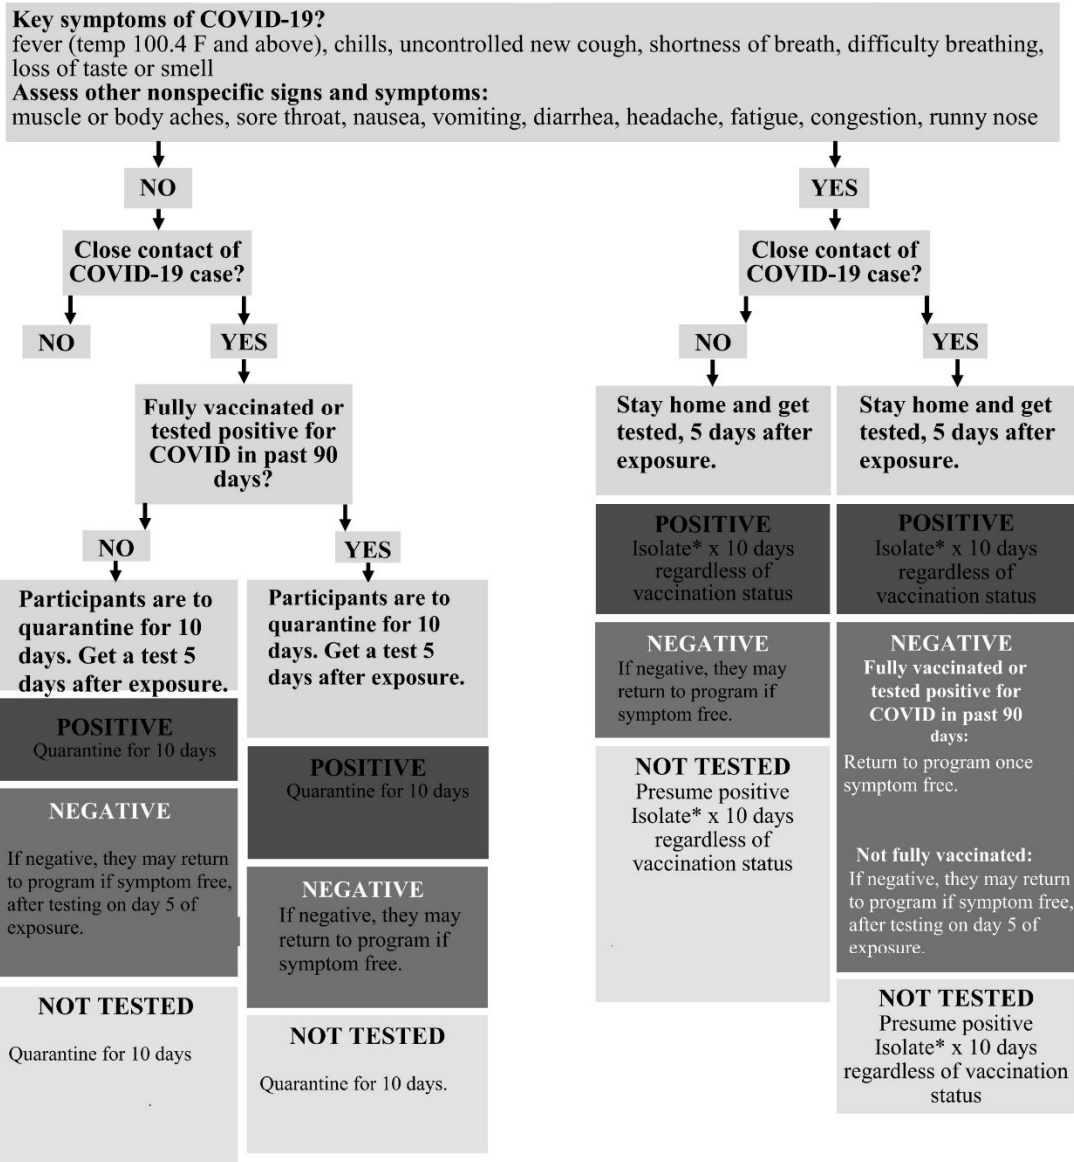 Key symptoms of COVID-19?
fever (temp 100.4 F and above), chills, uncontrolled new cough, shortness of breath, difficulty breathing,
loss of taste or smell
Assess other nonspecific signs and symptoms:
muscle or body aches, sore throat, nausea, vomiting, diarrhea, headache, fatigue, congestion, runny nose
NO
Close contact of
COVID-19 case?
NO
YES
Fully vaccinated or
tested positive for
COVID in past 90
days?
NO
YES
Participants are to
quarantine for 10
days. Get a test 5
days after exposure.
POSITIVE
Quarantine for 10 days
NEGATIVE
If negative, they may return
to program if symptom free,
after testing on day 5 of
exposure.
NOT TESTED
Quarantine for 10 days
Participants are to
quarantine for 10
days. Get a test 5
days after exposure.
POSITIVE
Quarantine for 10 days
NEGATIVE
If negative, they may
return to program if
symptom free.
NOT TESTED
Quarantine for 10 days.
YES
Close contact of
COVID-19 case?
NO
YES
Stay home and get
tested, 5 days after
exposure.
POSITIVE
Isolate* x 10 days
regardless of
vaccination status
NEGATIVE
If negative, they may
return to program if
symptom free.
NOT TESTED
Presume positive
Isolate* x 10 days
regardless of
vaccination status
Stay home and get
tested, 5 days after
exposure.
POSITIVE
Isolate* x 10 days
regardless of
vaccination status
NEGATIVE
Fully vaccinated or
tested positive for
COVID in past 90
days:
Return to program once
symptom free.
Not fully vaccinated:
If negative, they may return
to program if symptom free,
after testing on day 5 of
exposure.
NOT TESTED
Presume positive
Isolate* x 10 days
regardless of vaccination
status